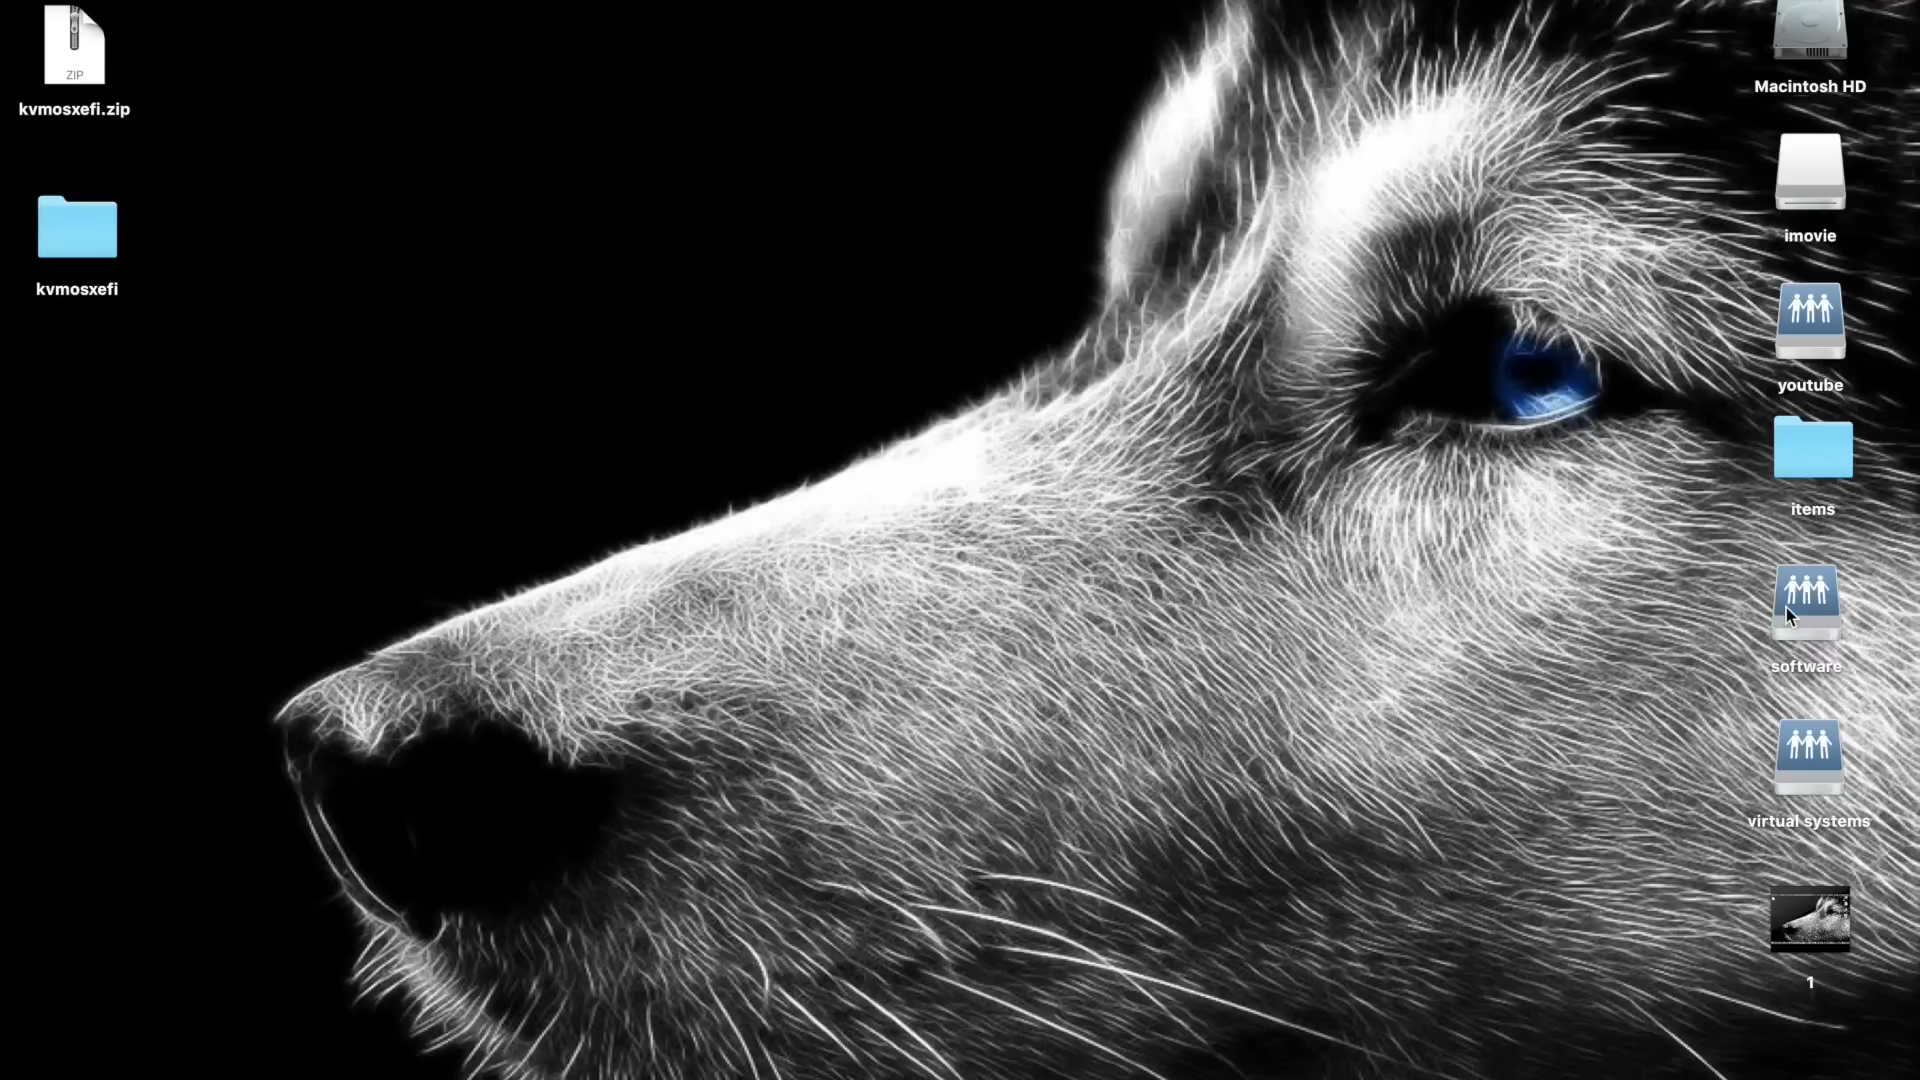 ZIP
kvmosxefi.zip
kvmosxefi
Macintosh HD
imovie
youtube
items
software
virtual systems
1